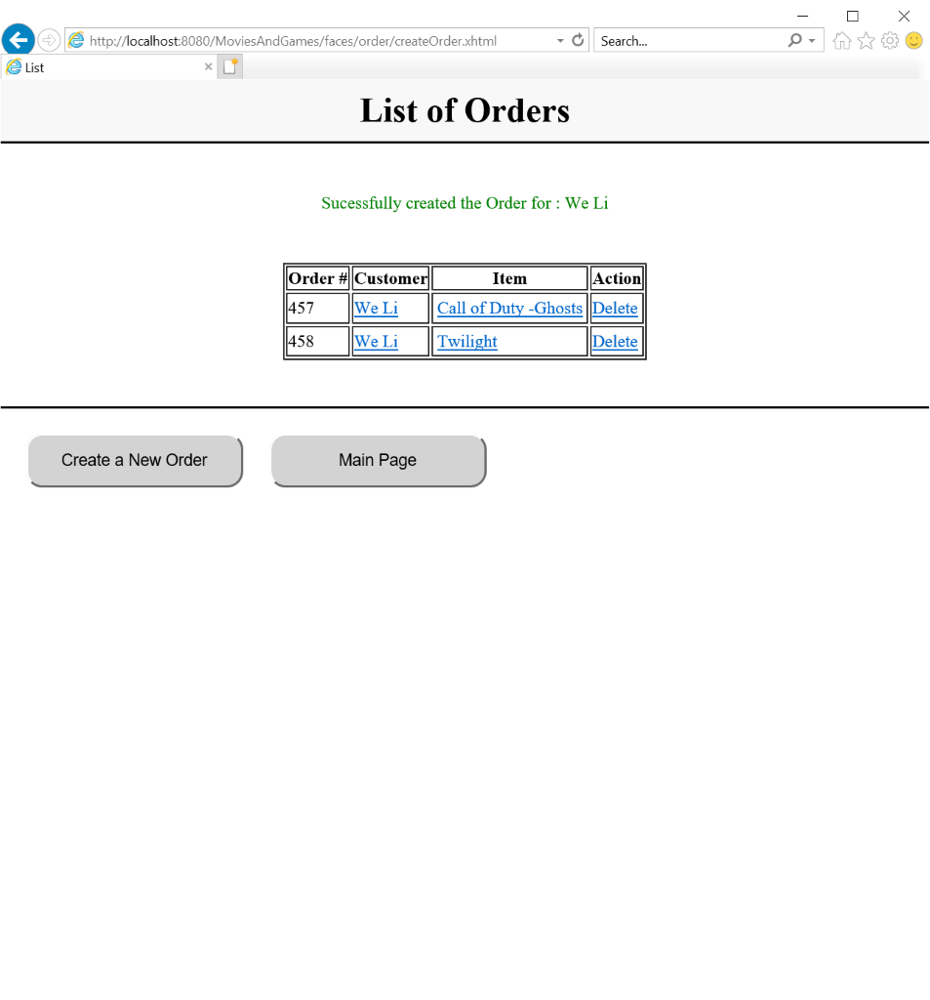 http://localhost:8080/MoviesAndGames/faces/order/createOrder.xhtml Search...
List
List of Orders
Sucessfully created the Order for : We Li
Order # Customer Item Action
457 We Li Call of Duty -Ghosts Delete
458 We Li Twilight Delete
Create a New Order Main Page